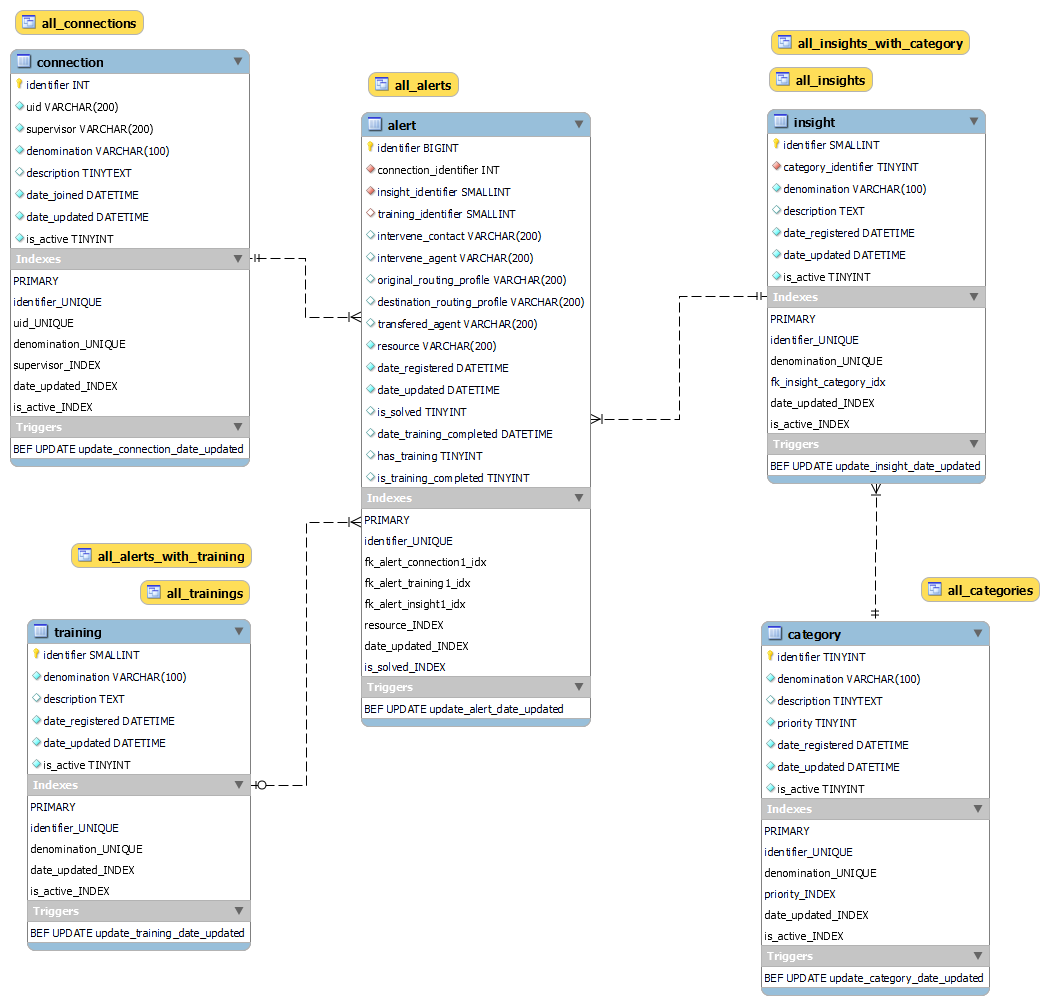 all_connections
connection
identifier INT
uid VARCHAR(200)
supervisor VARCHAR(200)
denomination VARCHAR(100)
description TINYTEXT
date_joined DATETIME
date_updated DATETIME
is_active TINYINT
Indexes
PRIMARY
identifier_UNIQUE
uid_UNIQUE
denomination_UNIQUE
supervisor_INDEX
date_updated_INDEX
is_active_INDEX
Triggers
BEF UPDATE update_connection_date_updated
all_alerts_with_training
all_trainings
training
identifier SMALLINT
denomination VARCHAR(100)
description TEXT
date_registered DATETIME
date_updated DATETIME
is_active TINYINT
Indexes
PRIMARY
identifier_UNIQUE
denomination_UNIQUE
date_updated_INDEX
is_active_INDEX
Triggers
BEF UPDATE update_training_date_updated
all_alerts
alert
identifier BIGINT
connection_identifier INT
insight_identifier SMALLINT
training_identifier SMALLINT
intervene_contact VARCHAR(200)
intervene_agent VARCHAR(200)
original_routing_profile VARCHAR(200)
destination_routing_profile VARCHAR(200)
transfered_agent VARCHAR(200)
resource VARCHAR(200)
date_registered DATETIME
date_updated DATETIME
is_solved TINYINT
date_training_completed DATETIME
has_training TINYINT
is_training_completed TINYINT
Indexes
PRIMARY
identifier_UNIQUE
fk_alert_connection1_idx
fk_alert_training1_idx
fk_alert_insight1_idx
resource_INDEX
date_updated_INDEX
is_solved_INDEX
Triggers
BEF UPDATE update_alert_date_updated
all_insights_with_category
all_insights
insight
identifier SMALLINT
category_identifier TINYINT
denomination VARCHAR(100)
description TEXT
date_registered DATETIME
date_updated DATETIME
is_active TINYINT
Indexes
PRIMARY
identifier_UNIQUE
denomination_UNIQUE
fk_insight_category_idx
date_updated_INDEX
is_active_INDEX
Triggers
BEF UPDATE update_insight_date_updated
all_categories
category
identifier TINYINT
denomination VARCHAR(100)
description TINYTEXT
priority TINYINT
date_registered DATETIME
date_updated DATETIME
is_active TINYINT
Indexes
PRIMARY
identifier_UNIQUE
denomination_UNIQUE
priority_INDEX
date_updated_INDEX
is_active_INDEX
Triggers
BEF UPDATE update_category_date_updated